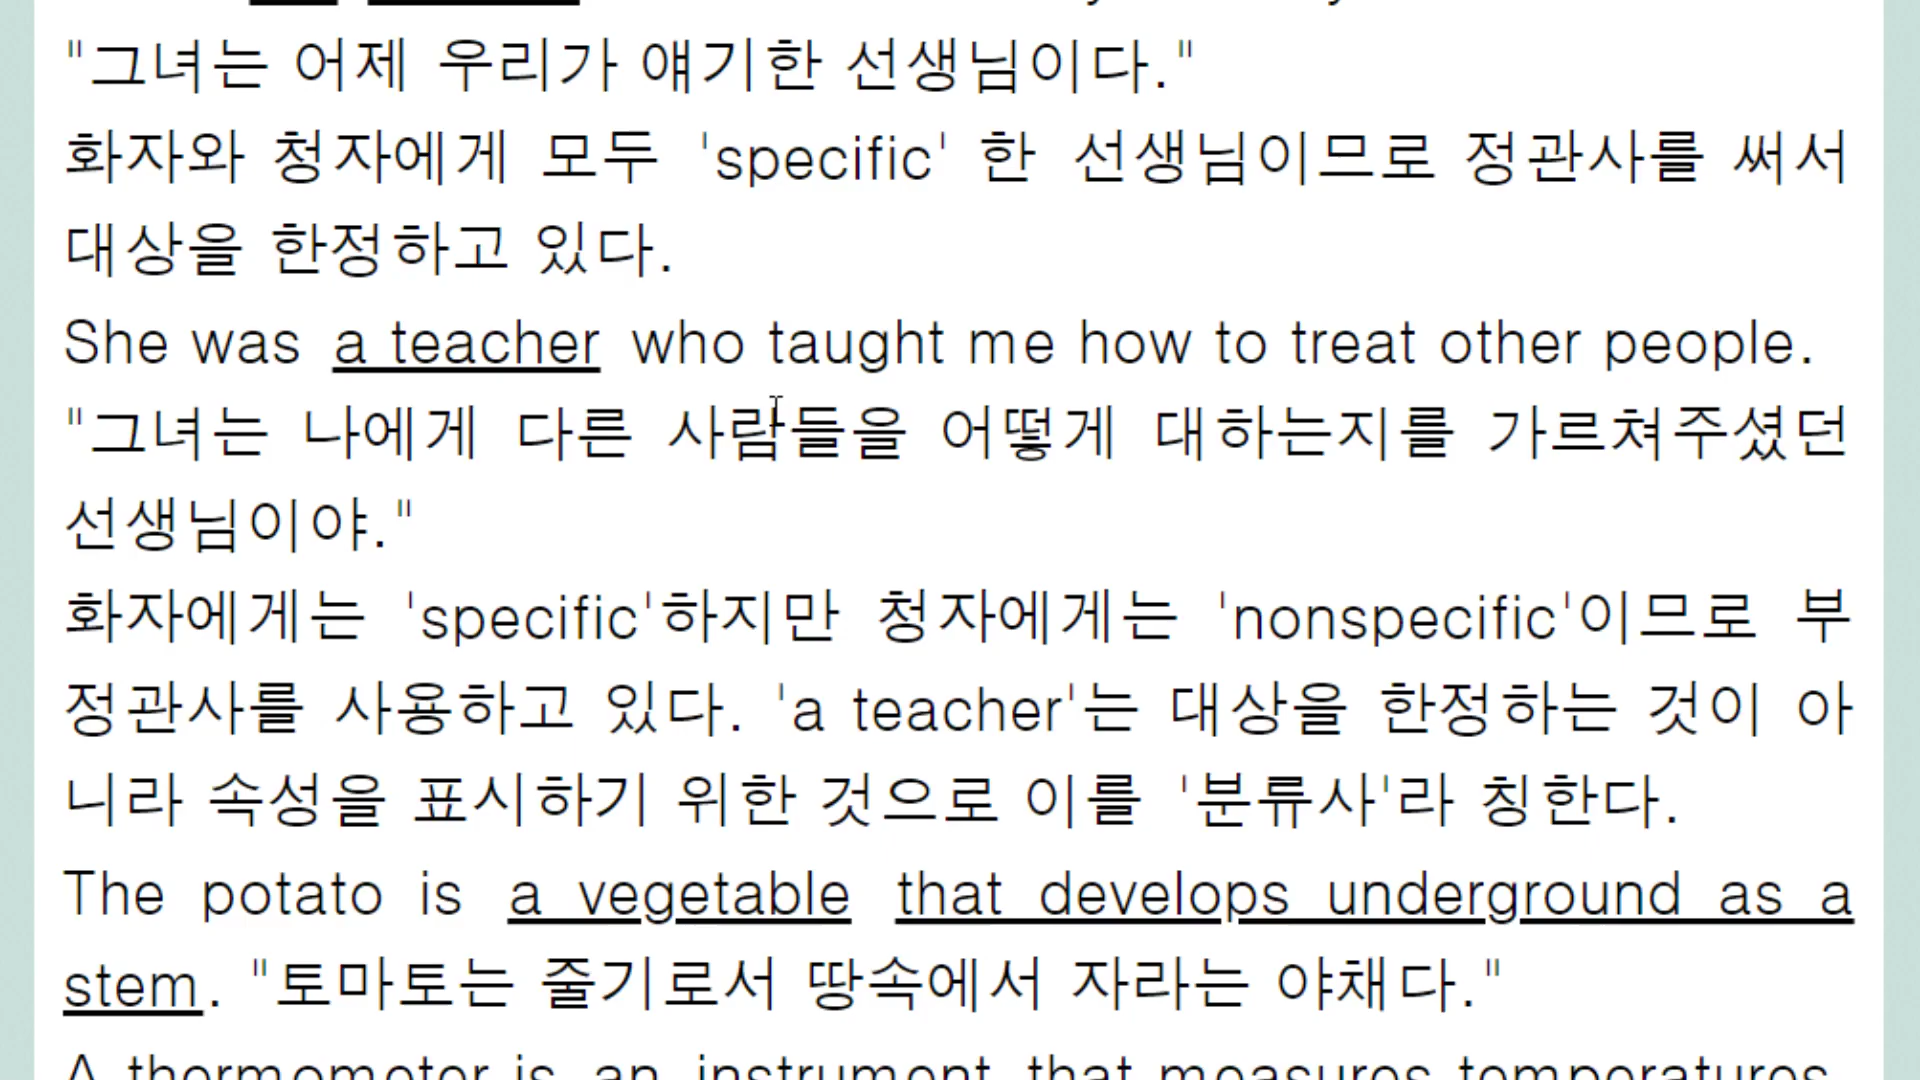 "그녀는 어제 우리가 얘기한 선생님이다."
화자와 청자에게 모두 'specific' 한 선생님이므로 정관사를 써서
대상을 한정하고 있다.
She was a teacher who taught me how to treat other people.
"그녀는 나에게 다른 사람들을 어떻게 대하는지를 가르쳐주셨던
선생님이야."
화자에게는 'specific'하지만 청자에게는 'nonspecific'이므로 부
정관사를 사용하고 있다. 'a teacher'는 대상을 한정하는 것이 아
니라 속성을 표시하기 위한 것으로 이를 '분류사'라 칭한다.
The potato is a vegetable that develops underground as a
stem. "토마토는 줄기로서 땅속에서 자라는 야채다."
A thermometer is an instrument that measures temperatures.